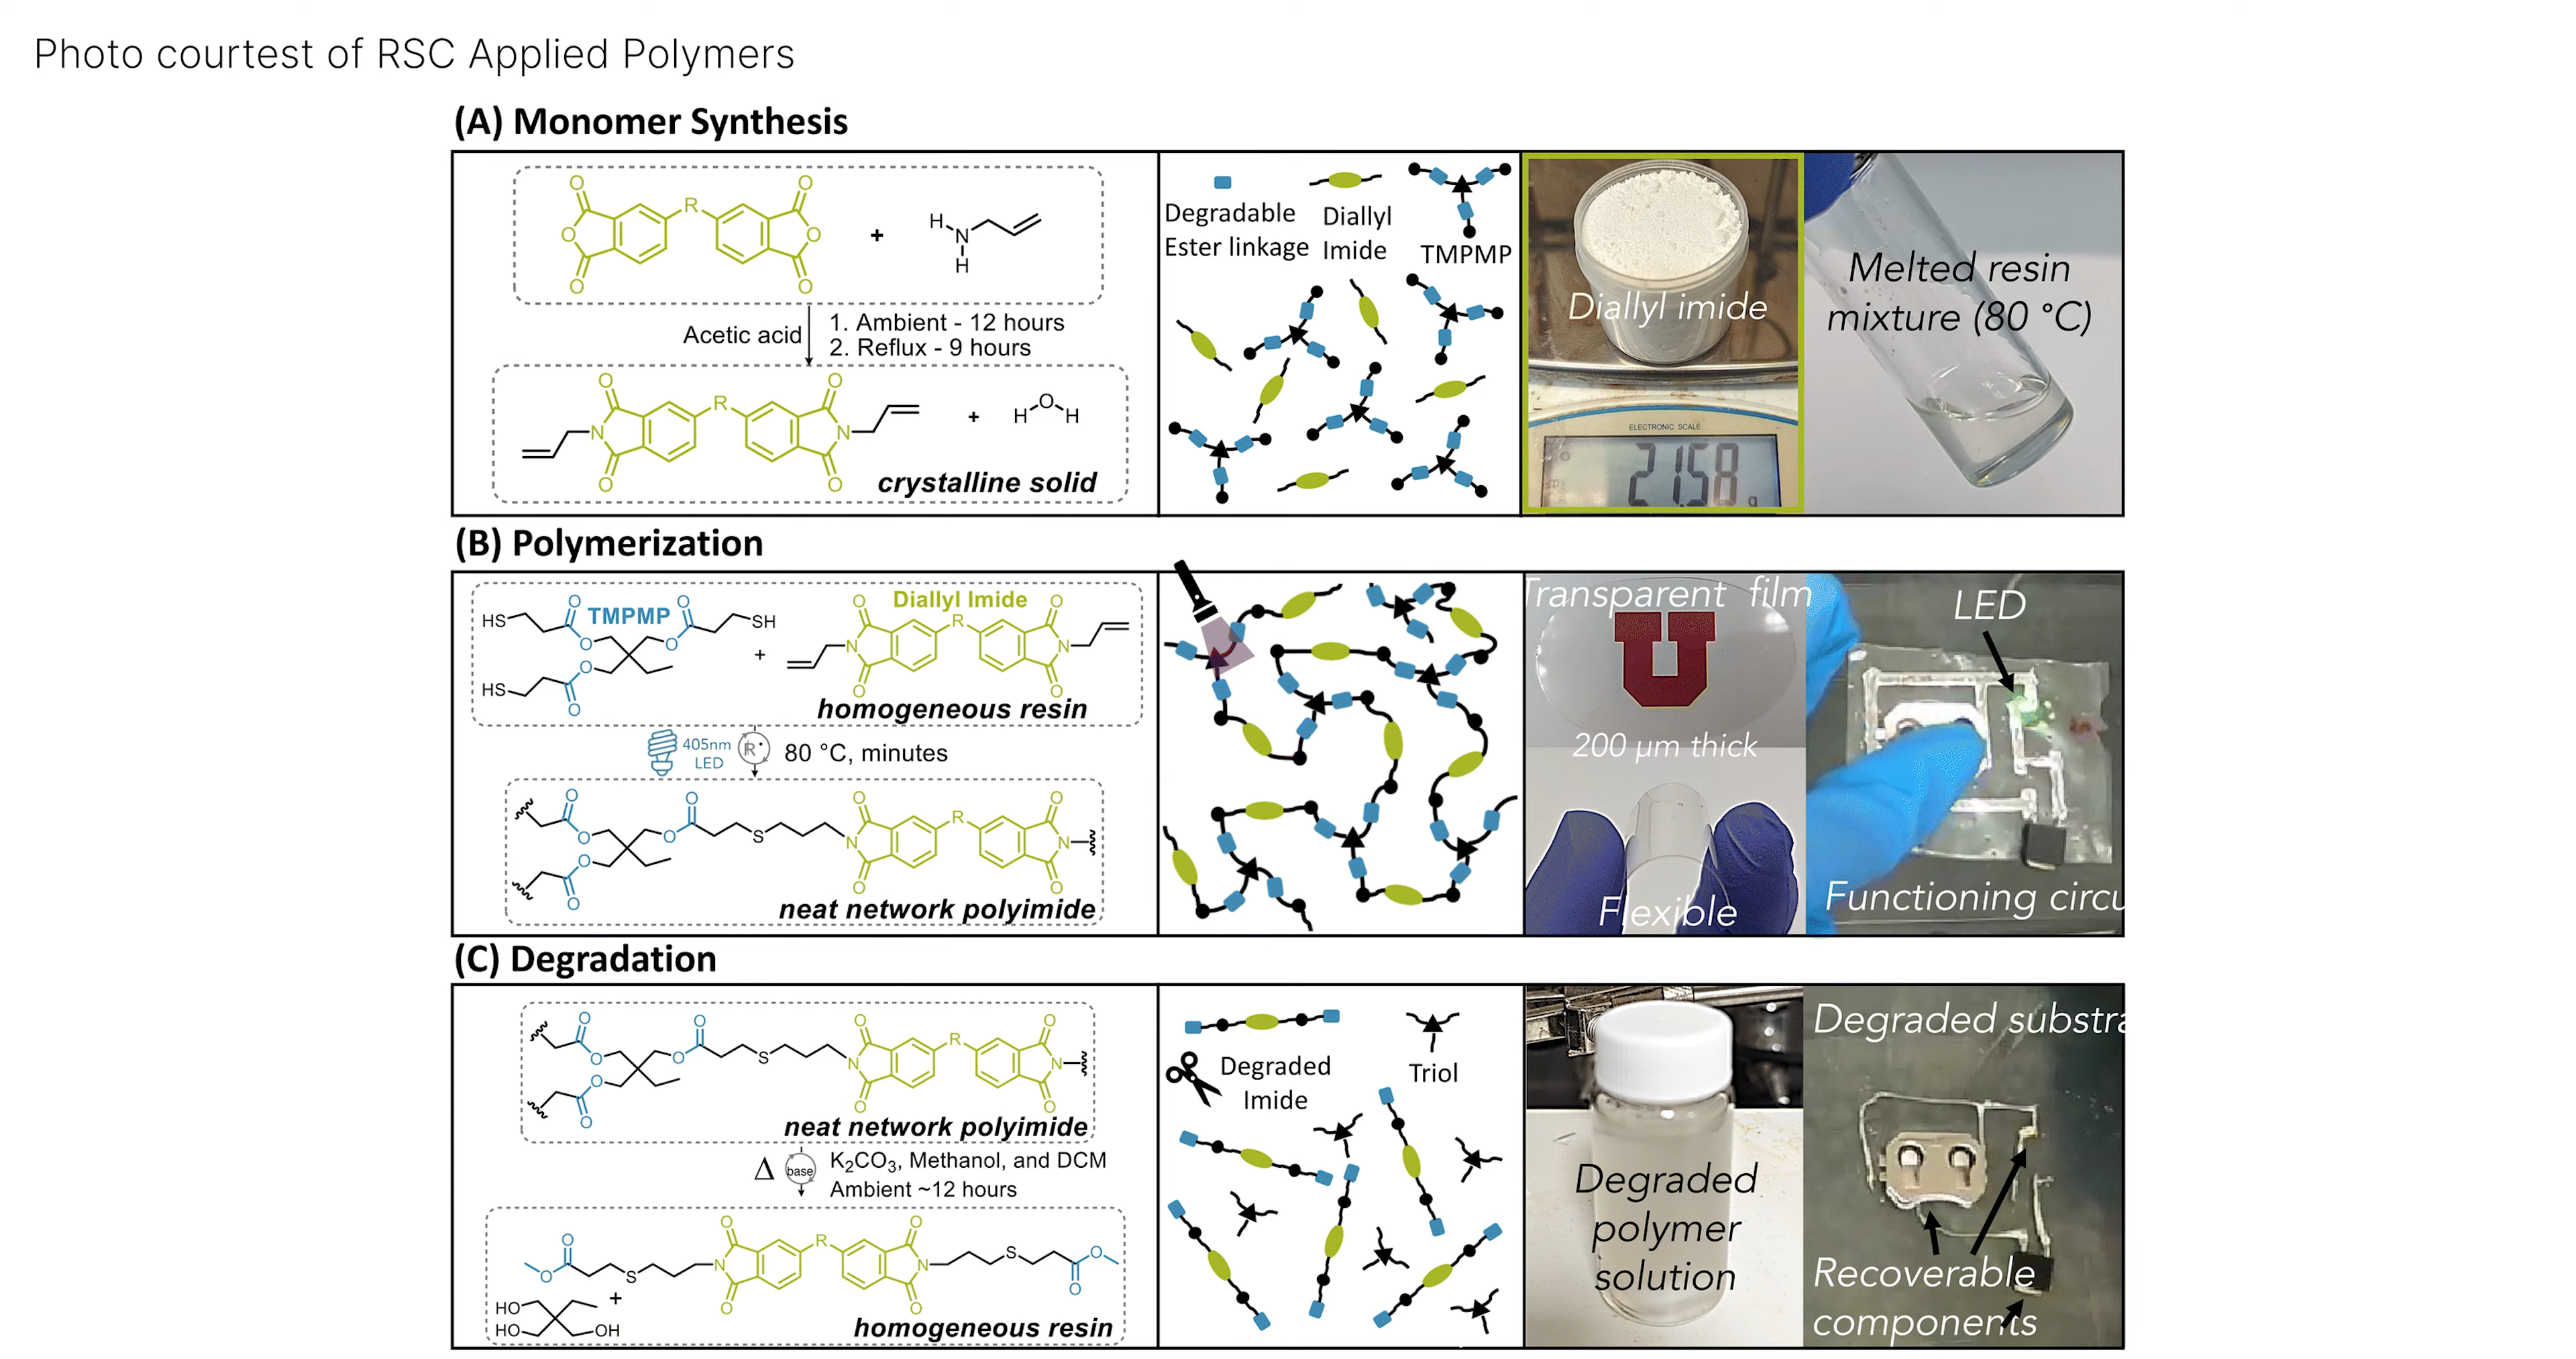 Photo courtest of RSC Applied Polymers
(A) Monomer Synthesis
O
O
O
R
O
O
O
+
H
N
H
Acetic acid
1. Ambient - 12 hours
2. Reflux - 9 hours
O
N
O
R
O
N
O
+
H
O
H
crystalline solid
Degradable
Ester linkage
Diallyl
Imide
TMPMP
Diallyl imide
ELECTRONIC SCALE
21.58
g
Melted resin
mixture (80 °C)
(B) Polymerization
HS
O
TMPMP
O
SH
O
O
HS
O
O
+
Diallyl Imide
O
N
O
R
O
N
O
homogeneous resin
405nm
LED
R•
80 °C, minutes
O
O
O
O
O
O
S
O
N
O
R
O
N
O
neat network polyimide
Transparent film
U
200 µm thick
Flexible
LED
Functioning circu
(C) Degradation
O
O
O
O
O
O
S
O
N
O
R
O
N
O
neat network polyimide
Δ
base
K2CO3, Methanol, and DCM
Ambient ~12 hours
O
O
S
O
N
O
R
O
N
O
S
O
O
+
HO
HO
OH
homogeneous resin
Degraded
Imide
Triol
Degraded
polymer
solution
Degraded substra
Recoverable
components